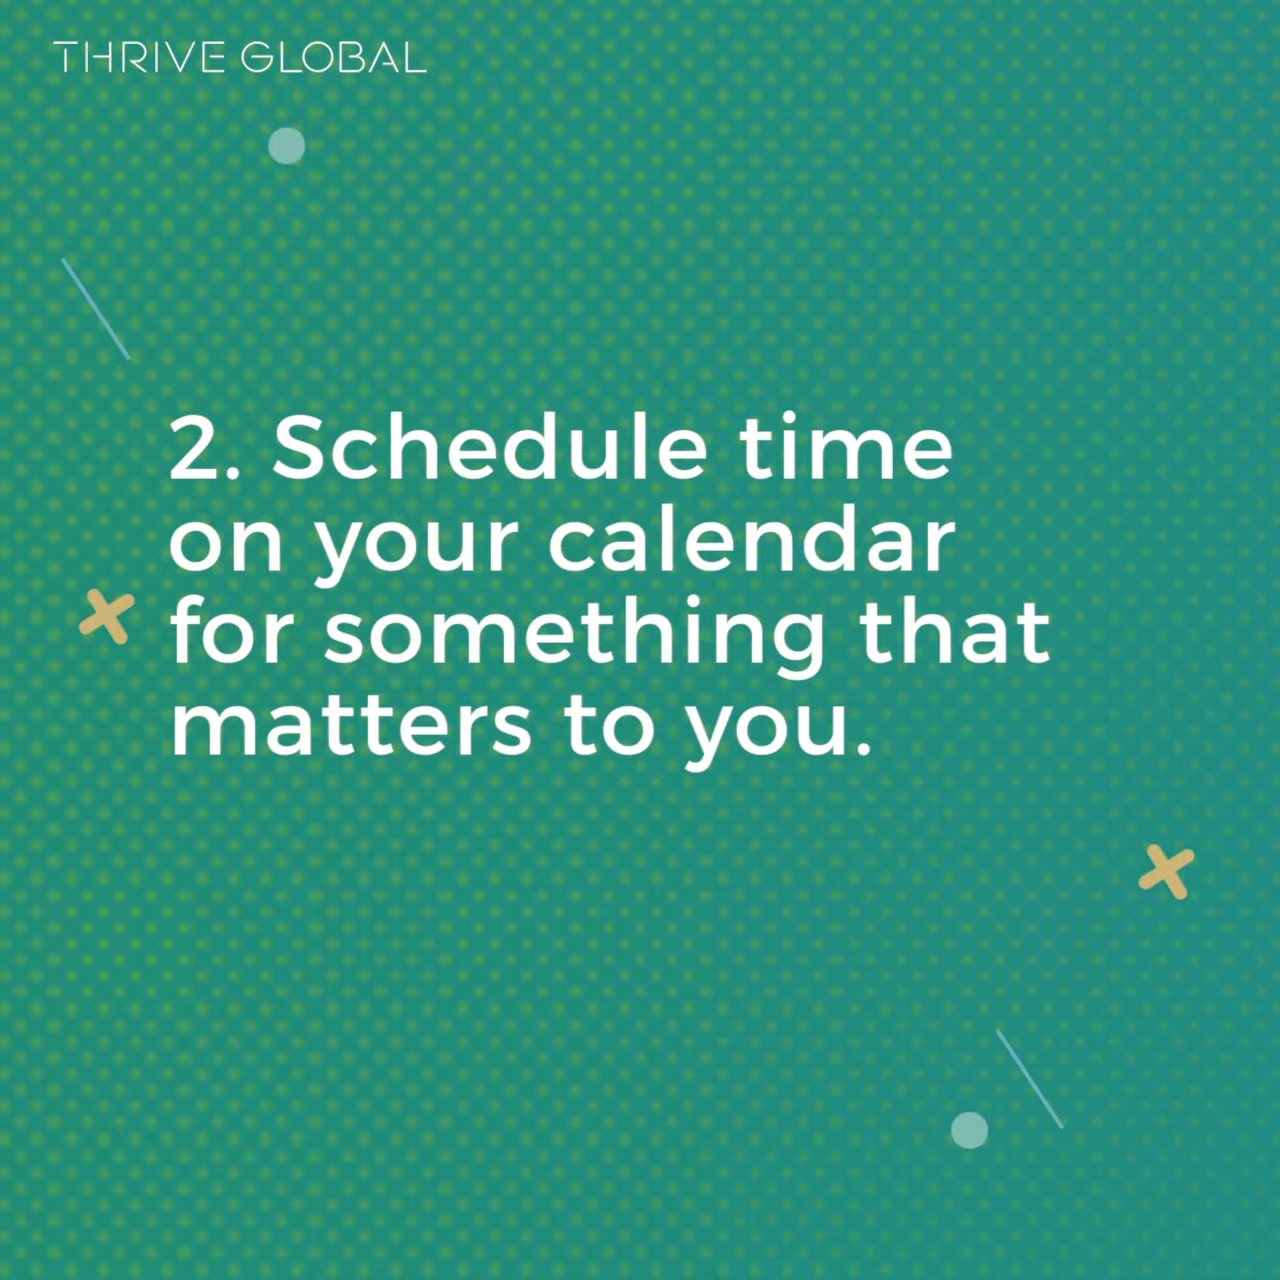 THRIVE GLOBAL
2. Schedule time
on your calendar
for something that
matters to you.